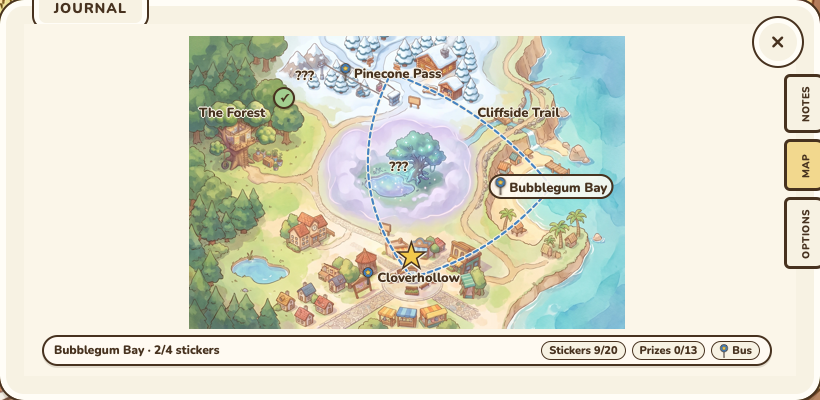 JOURNAL
???
Pinecone Pass
The Forest
Cliffside Trail
???
Bubblegum Bay
Cloverhollow
NOTES
MAP
OPTIONS
Bubblegum Bay · 2/4 stickers
Stickers 9/20
Prizes 0/13
Bus